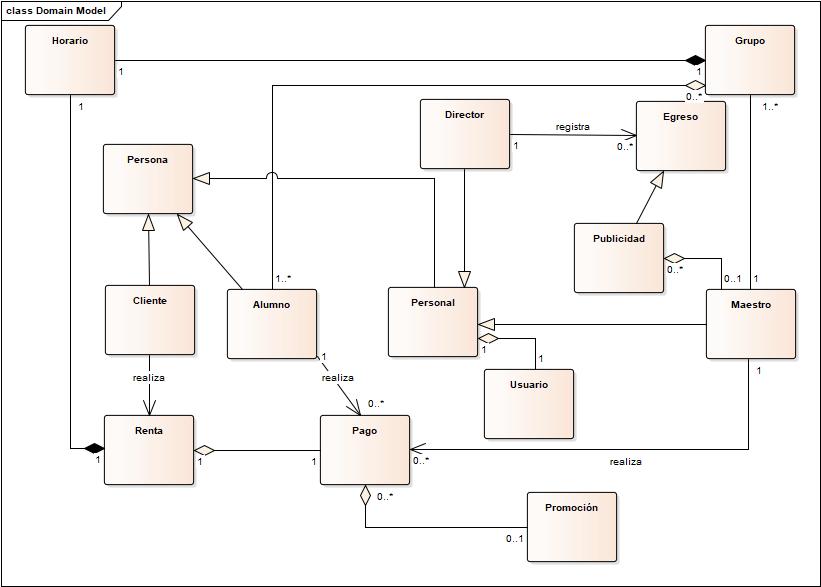 class Domain Model
Horario
Grupo
1
1
0..*
1
1..*
Director
Egreso
registra
1
0..*
Persona
Publicidad
0..*
0..1
1
1..*
Cliente
Alumno
Personal
Maestro
1
1
1
1
realiza
realiza
0..*
Usuario
Renta
Pago
1
1
1
0..*
realiza
0..*
Promoción
0..1